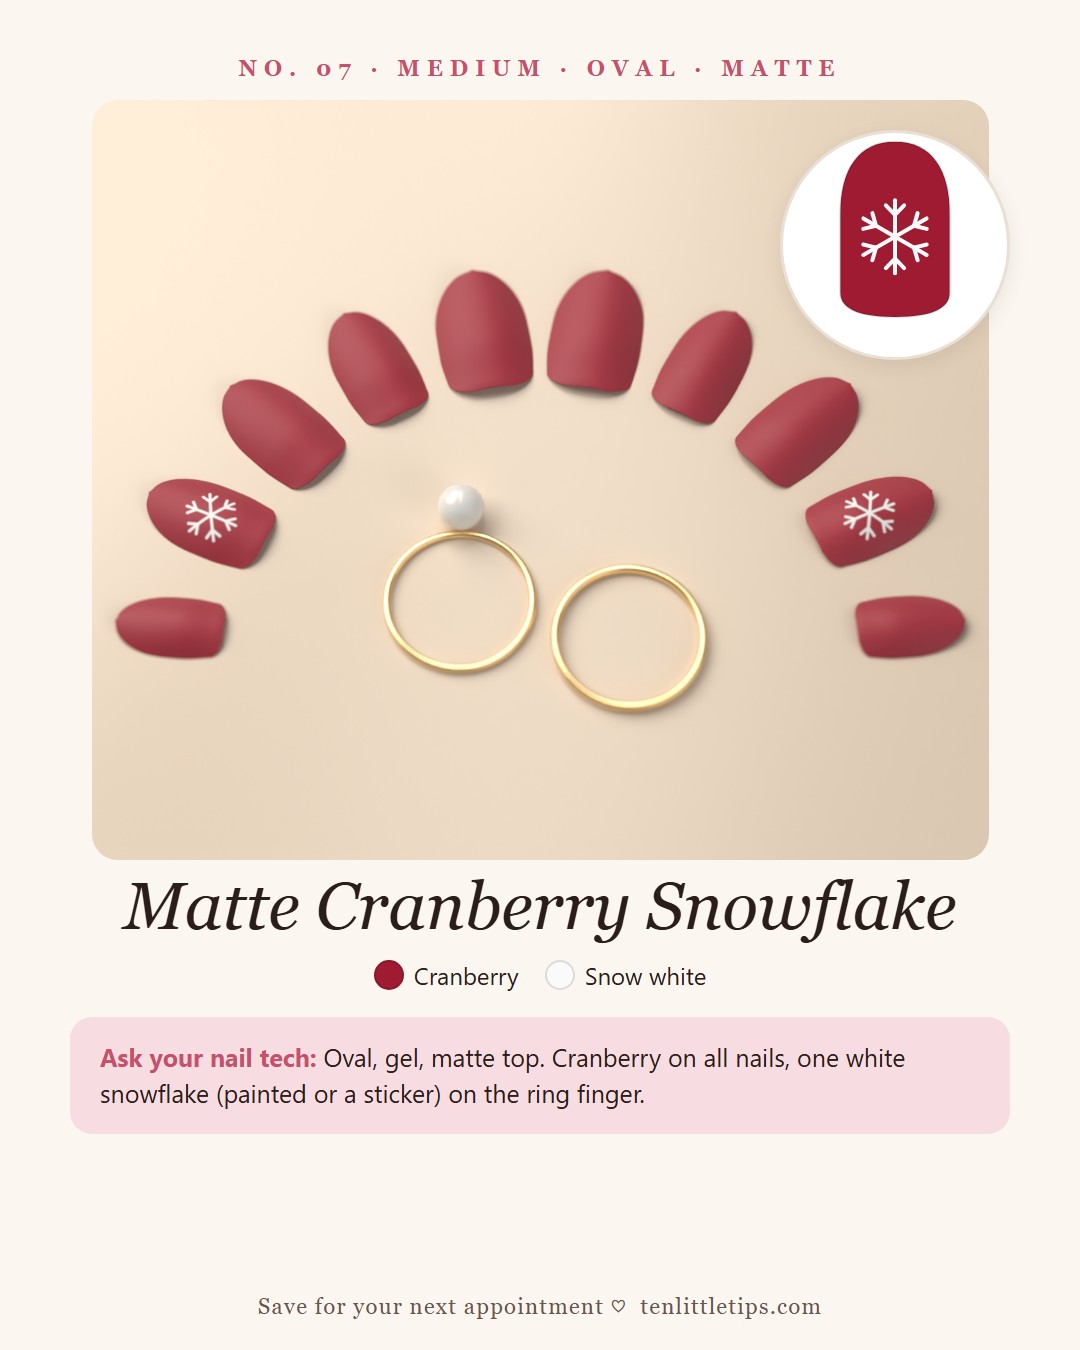 NO. 07 · MEDIUM · OVAL · MATTE
Matte Cranberry Snowflake
Cranberry Snow white
Ask your nail tech: Oval, gel, matte top. Cranberry on all nails, one white
snowflake (painted or a sticker) on the ring finger.
Save for your next appointment ♡ tenlittletips.com